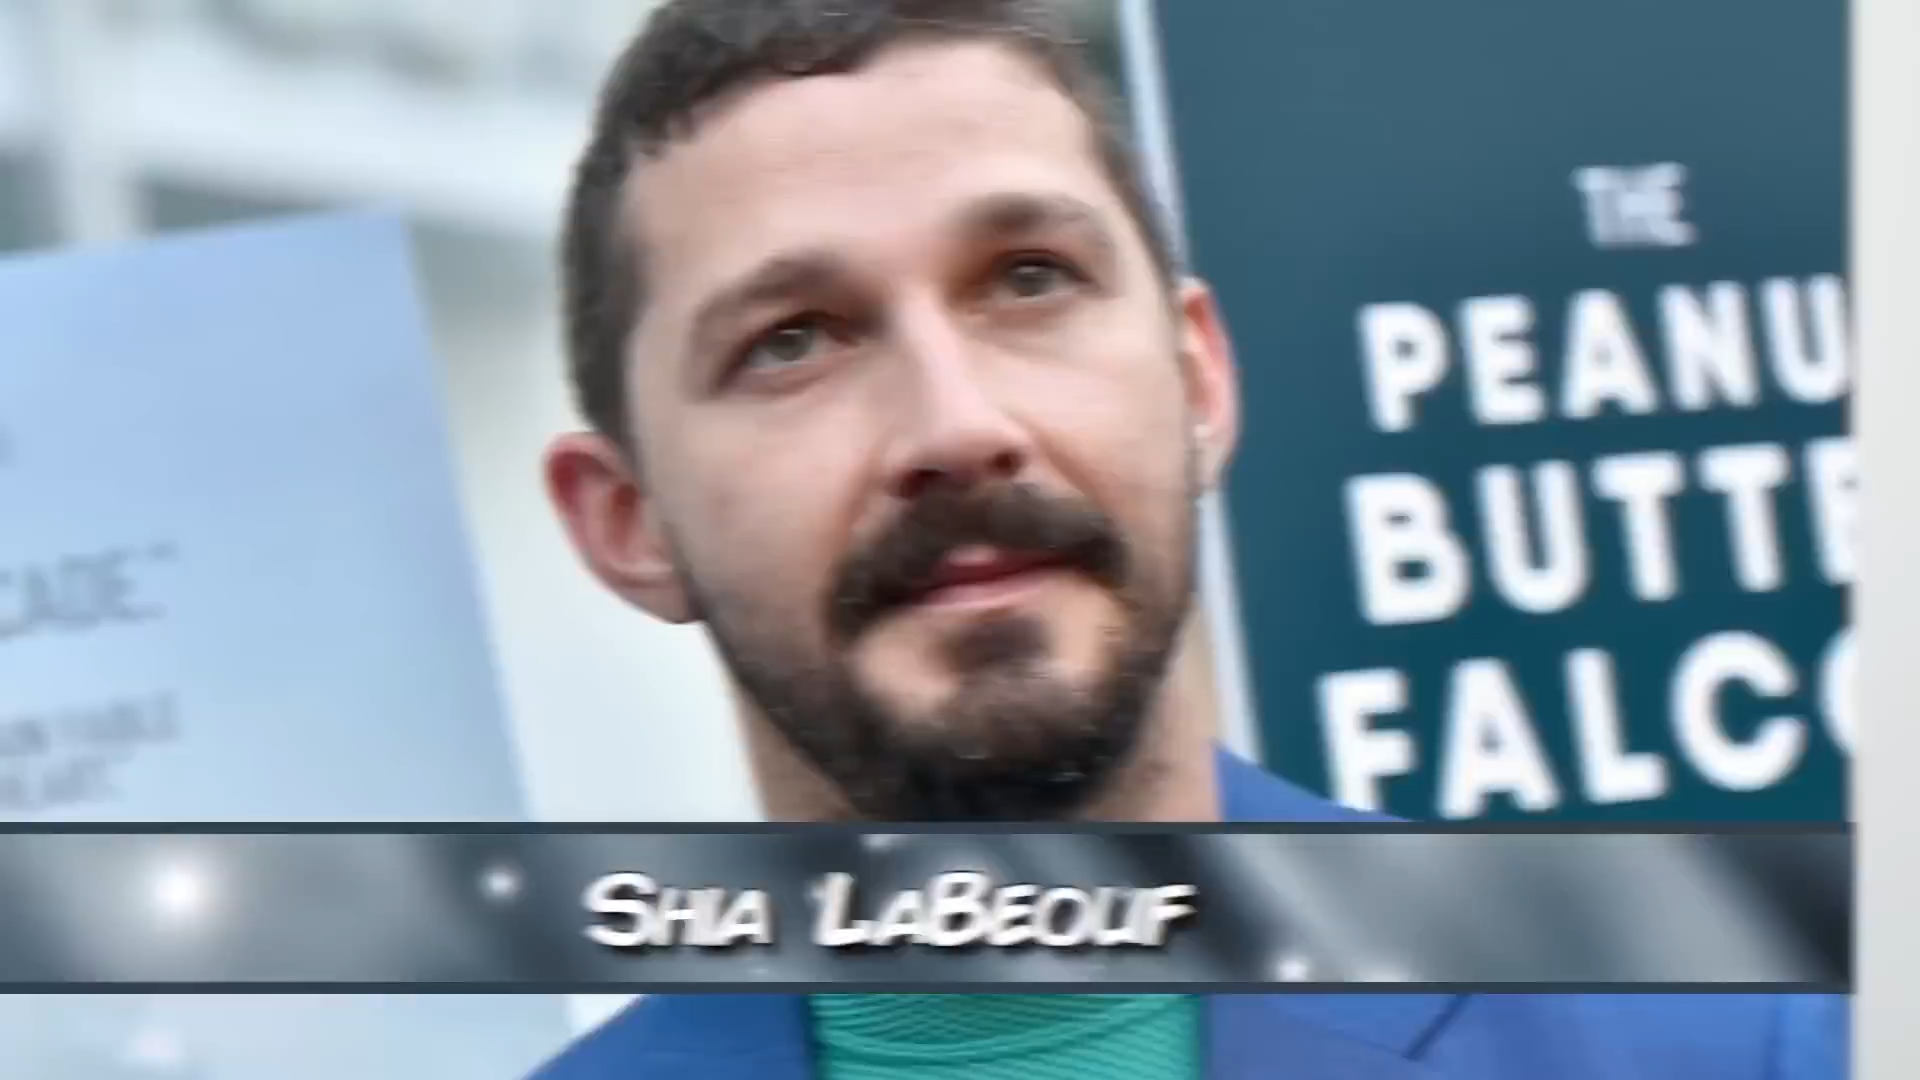 THE
PEANU
BUTTE
FALCO
CADE."
SHIA LABEOUF